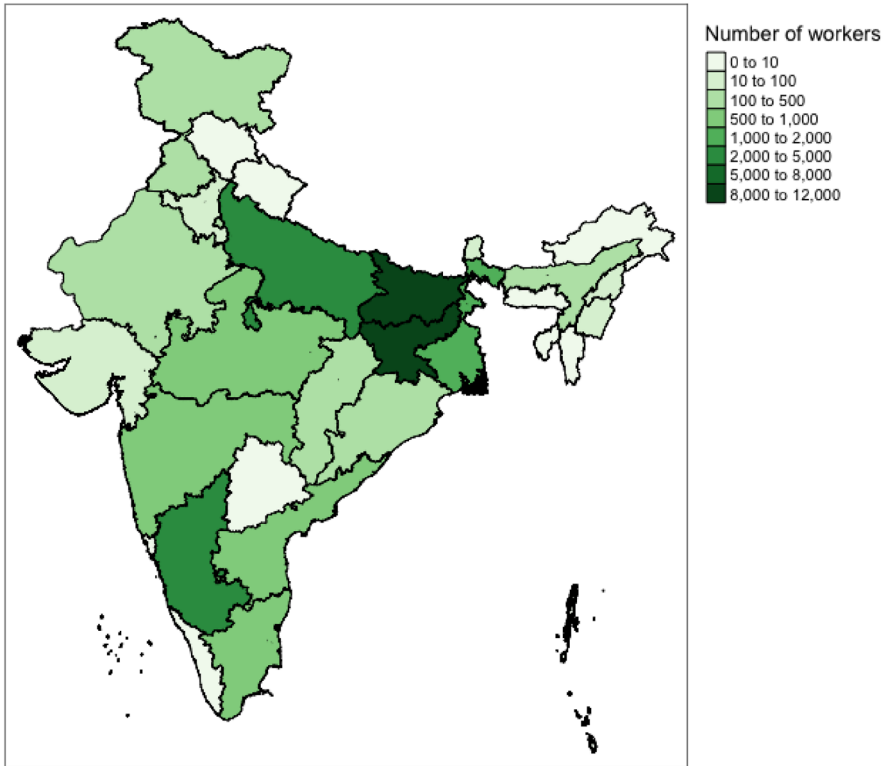 Number of workers
0 to 10
10 to 100
100 to 500
500 to 1,000
1,000 to 2,000
2,000 to 5,000
5,000 to 8,000
8,000 to 12,000